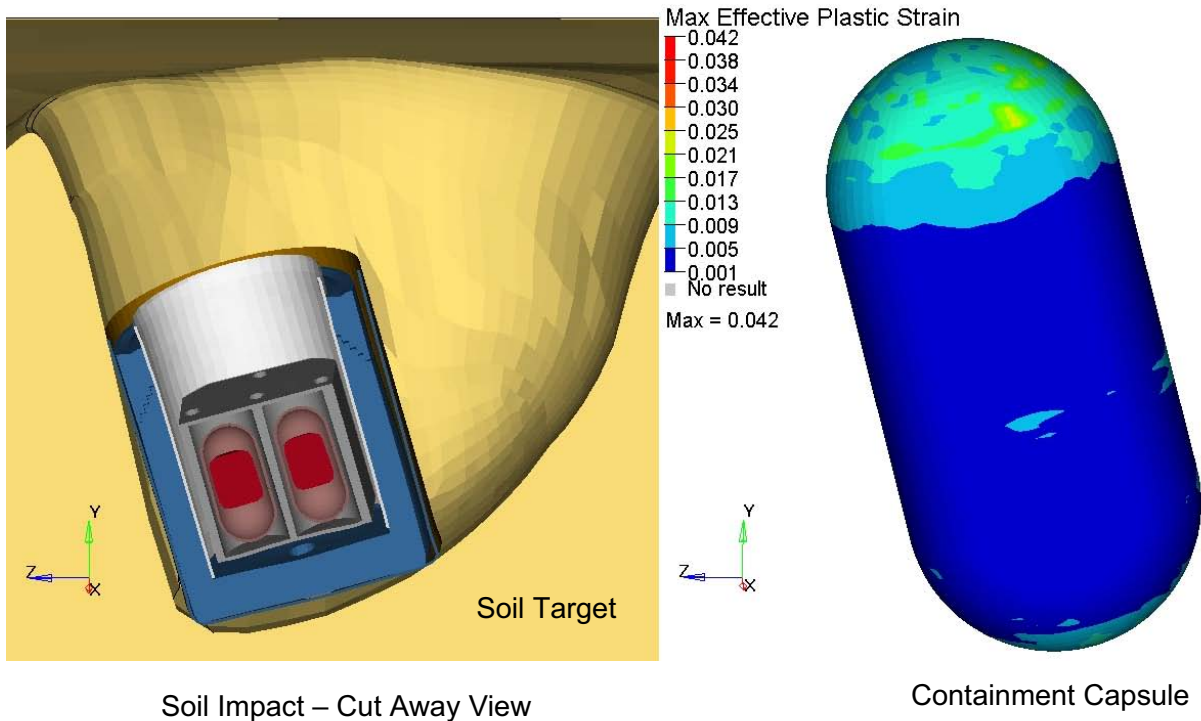 Max Effective Plastic Strain
0.042
0.038
0.034
0.030
0.025
0.021
0.017
0.013
0.009
0.005
0.001
No result
Max = 0.042
Y
Z
X
Soil Target
Y
Z
X
Soil Impact – Cut Away View
Containment Capsule